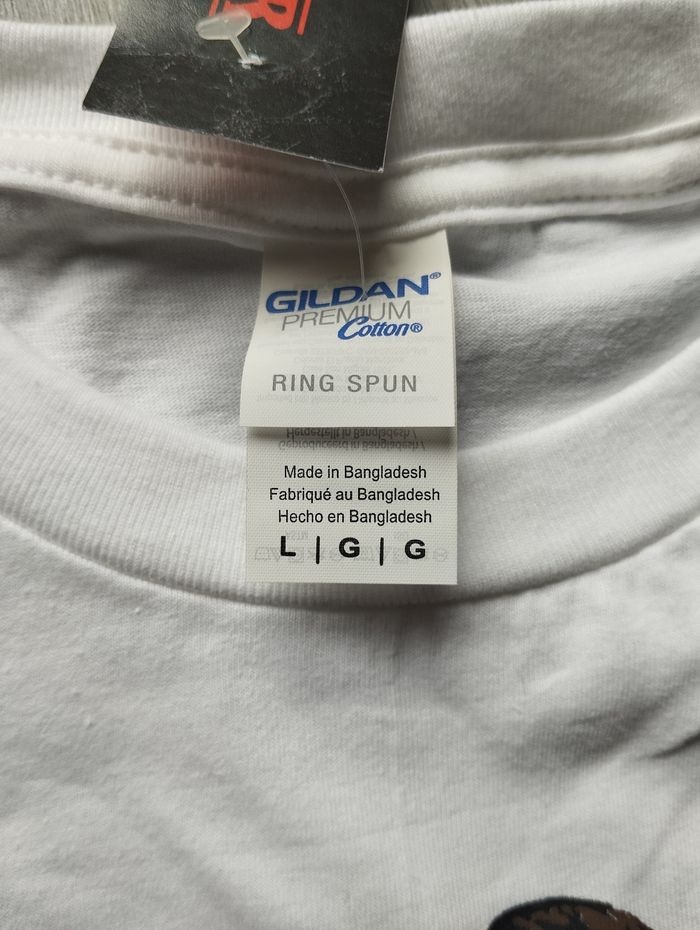 GILDAN®
PREMIUM
Cotton®
RING SPUN
Made in Bangladesh
Fabriqué au Bangladesh
Hecho en Bangladesh
L | G | G